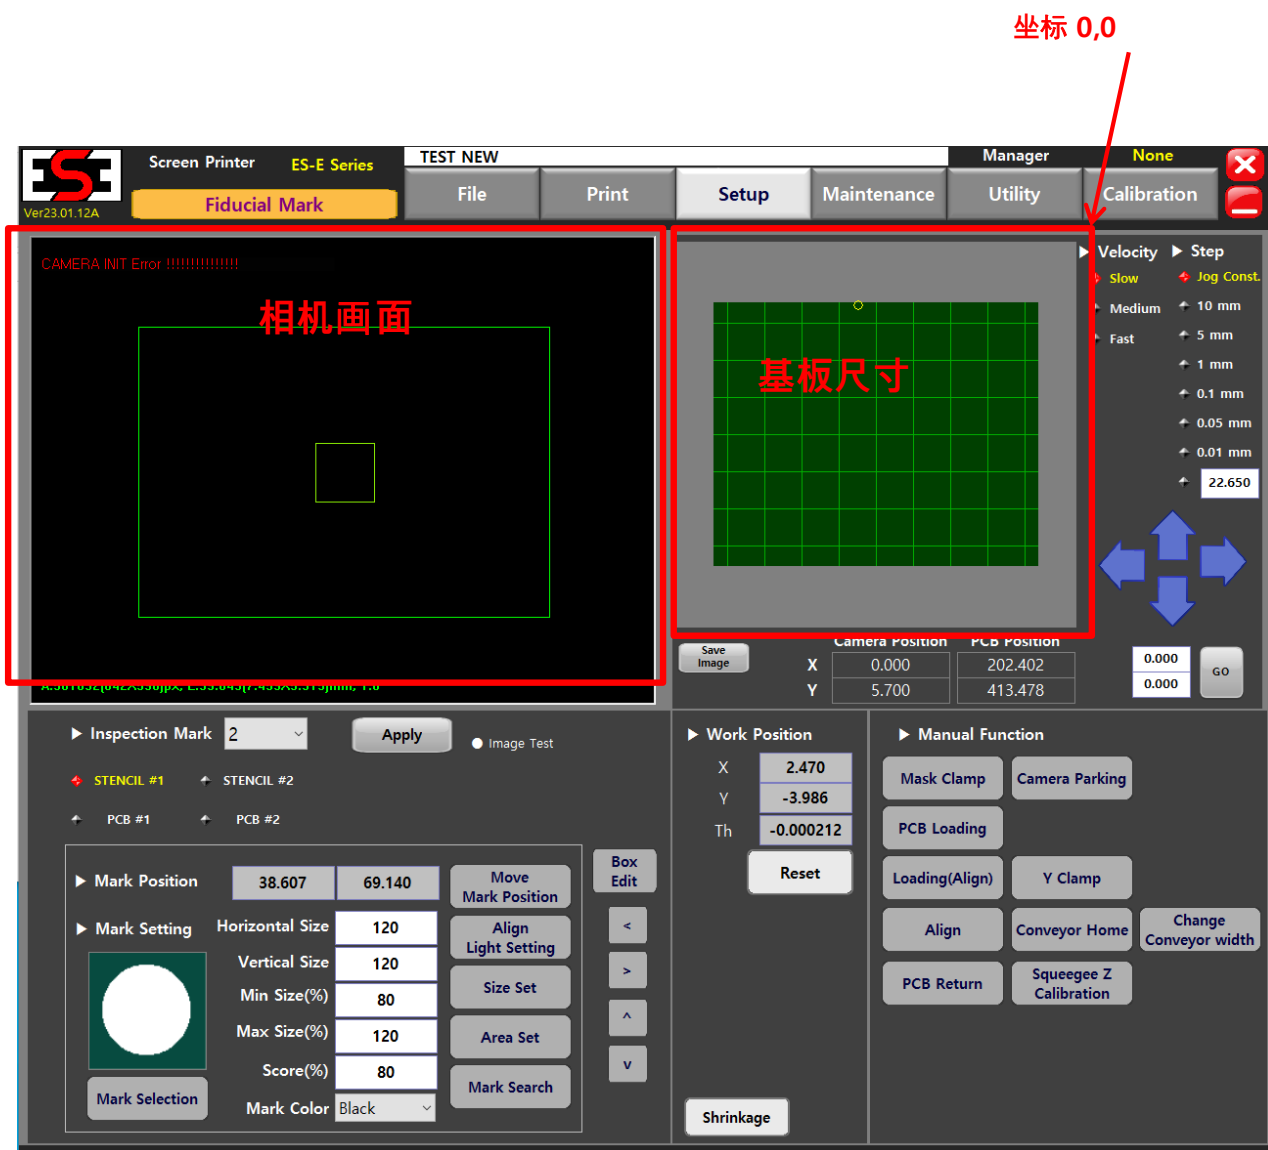 坐标 0,0
Screen Printer
ES-E Series
TEST NEW
Manager
None
Ver23.01.12A
Fiducial Mark
File
Print
Setup
Maintenance
Utility
Calibration
CAMERA INIT Error !!!!!!!!!!!!!!!
相机画面
基板尺寸
Velocity
Step
Slow
Jog Const.
Medium
10 mm
Fast
5 mm
1 mm
0.1 mm
0.05 mm
0.01 mm
22.650
Save
Image
Camera Position
PCB Position
X
0.000
202.402
Y
5.700
413.478
0.000
0.000
GO
Inspection Mark
2
Apply
Image Test
STENCIL #1
STENCIL #2
PCB #1
PCB #2
Mark Position
38.607
69.140
Move
Mark Position
Box
Edit
Mark Setting
Horizontal Size
120
Align
Light Setting
<
Vertical Size
120
Size Set
>
Min Size(%)
80
Max Size(%)
120
Area Set
^
Score(%)
80
Mark Search
v
Mark Selection
Mark Color
Black
Work Position
X
2.470
Y
-3.986
Th
-0.000212
Reset
Shrinkage
Manual Function
Mask Clamp
Camera Parking
PCB Loading
Loading(Align)
Y Clamp
Align
Conveyor Home
Change
Conveyor width
PCB Return
Squeegee Z
Calibration